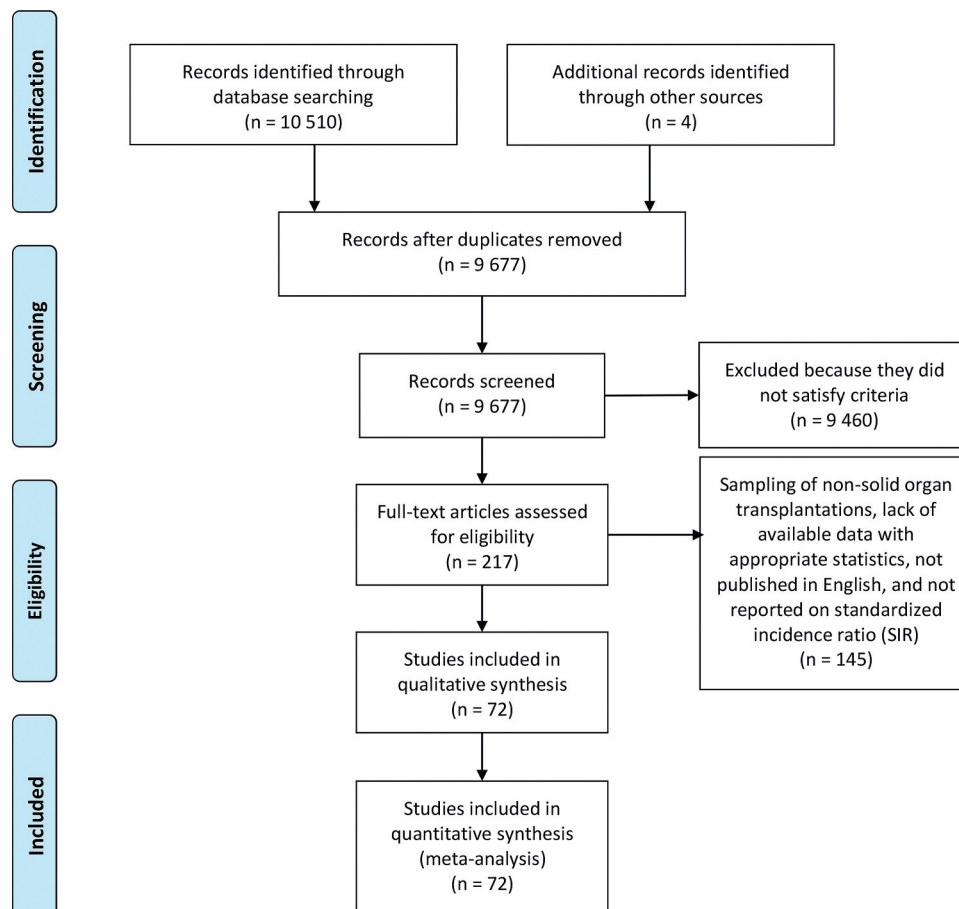 Identification
Records identified through
database searching
(n = 10 510)
Additional records identified
through other sources
(n = 4)
Records after duplicates removed
(n = 9 677)
Screening
Records screened
(n = 9 677)
Excluded because they did
not satisfy criteria
(n = 9 460)
Eligibility
Full-text articles assessed
for eligibility
(n = 217)
Sampling of non-solid organ
transplantations, lack of
available data with
appropriate statistics, not
published in English, and not
reported on standardized
incidence ratio (SIR)
(n = 145)
Studies included in
qualitative synthesis
(n = 72)
Included
Studies included in
quantitative synthesis
(meta-analysis)
(n = 72)